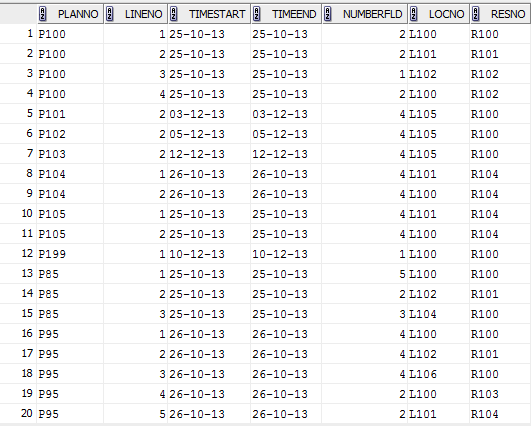 PLANNO LINENO TIMESTART TIMEEND NUMBERFLD LOCNO RESNO
1 P100 1 25-10-13 25-10-13 2 L100 R100
2 P100 2 25-10-13 25-10-13 2 L101 R101
3 P100 3 25-10-13 25-10-13 1 L102 R102
4 P100 4 25-10-13 25-10-13 2 L100 R102
5 P101 2 03-12-13 03-12-13 4 L105 R100
6 P102 2 05-12-13 05-12-13 4 L105 R100
7 P103 2 12-12-13 12-12-13 4 L105 R100
8 P104 1 26-10-13 26-10-13 4 L101 R104
9 P104 2 26-10-13 26-10-13 4 L100 R104
10 P105 1 25-10-13 25-10-13 4 L101 R104
11 P105 2 25-10-13 25-10-13 4 L100 R104
12 P199 1 10-12-13 10-12-13 1 L100 R100
13 P85 1 25-10-13 25-10-13 5 L100 R100
14 P85 2 25-10-13 25-10-13 2 L102 R101
15 P85 3 25-10-13 25-10-13 3 L104 R100
16 P95 1 26-10-13 26-10-13 4 L100 R100
17 P95 2 26-10-13 26-10-13 4 L102 R101
18 P95 3 26-10-13 26-10-13 4 L106 R100
19 P95 4 26-10-13 26-10-13 2 L100 R103
20 P95 5 26-10-13 26-10-13 2 L101 R104